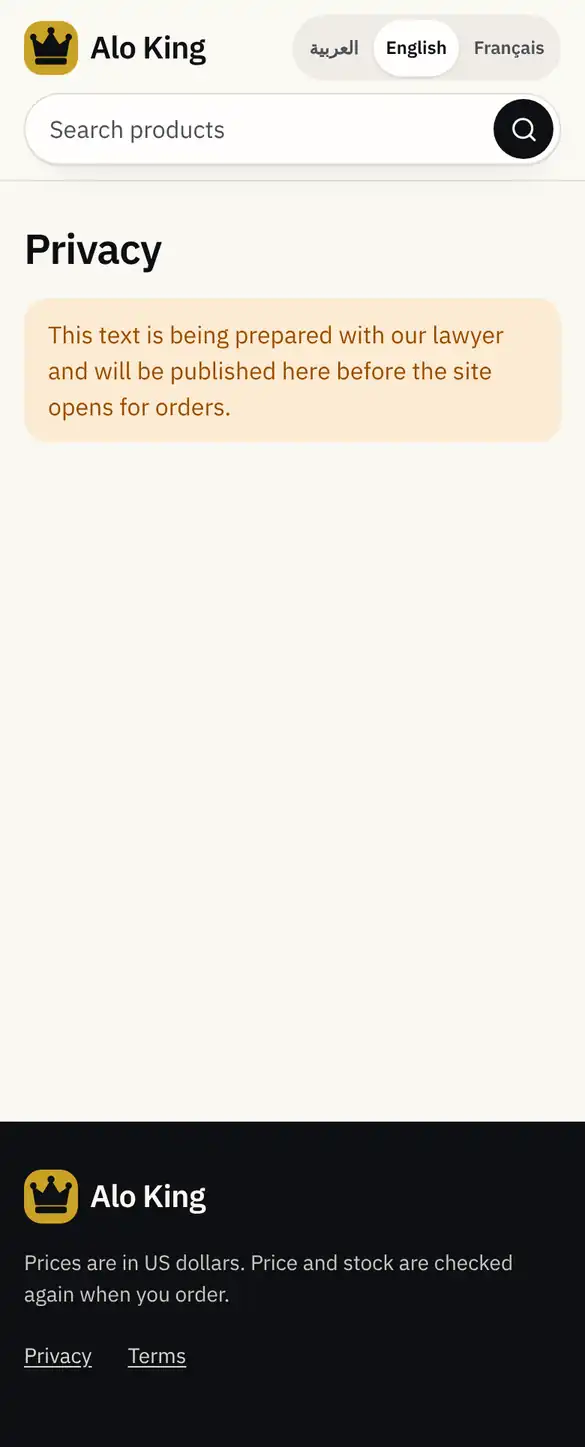 Alo King
العربية
English
Français
Search products
Privacy
This text is being prepared with our lawyer
and will be published here before the site
opens for orders.
Alo King
Prices are in US dollars. Price and stock are checked
again when you order.
Privacy
Terms